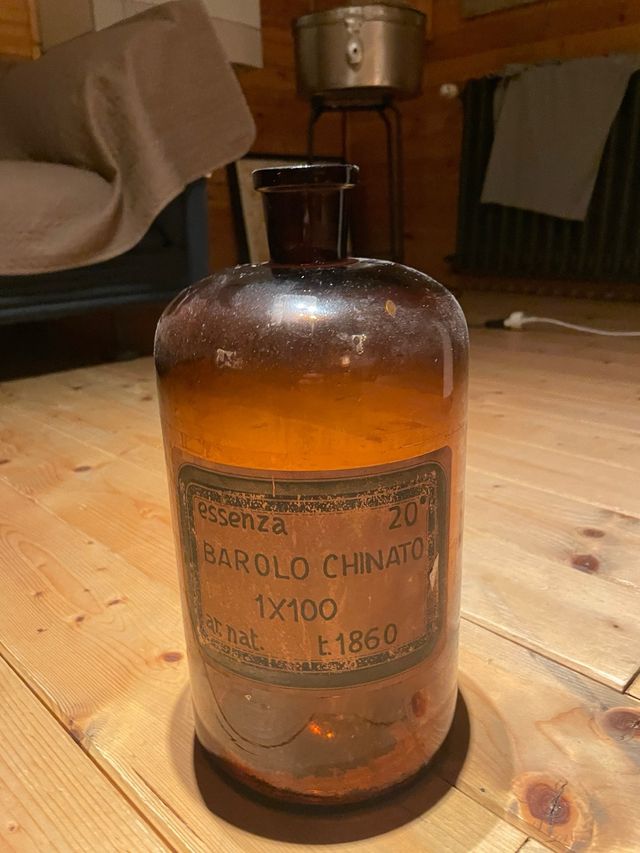 essenza 20°
BAROLO CHINATO
1X100
ar. nat. t.1860